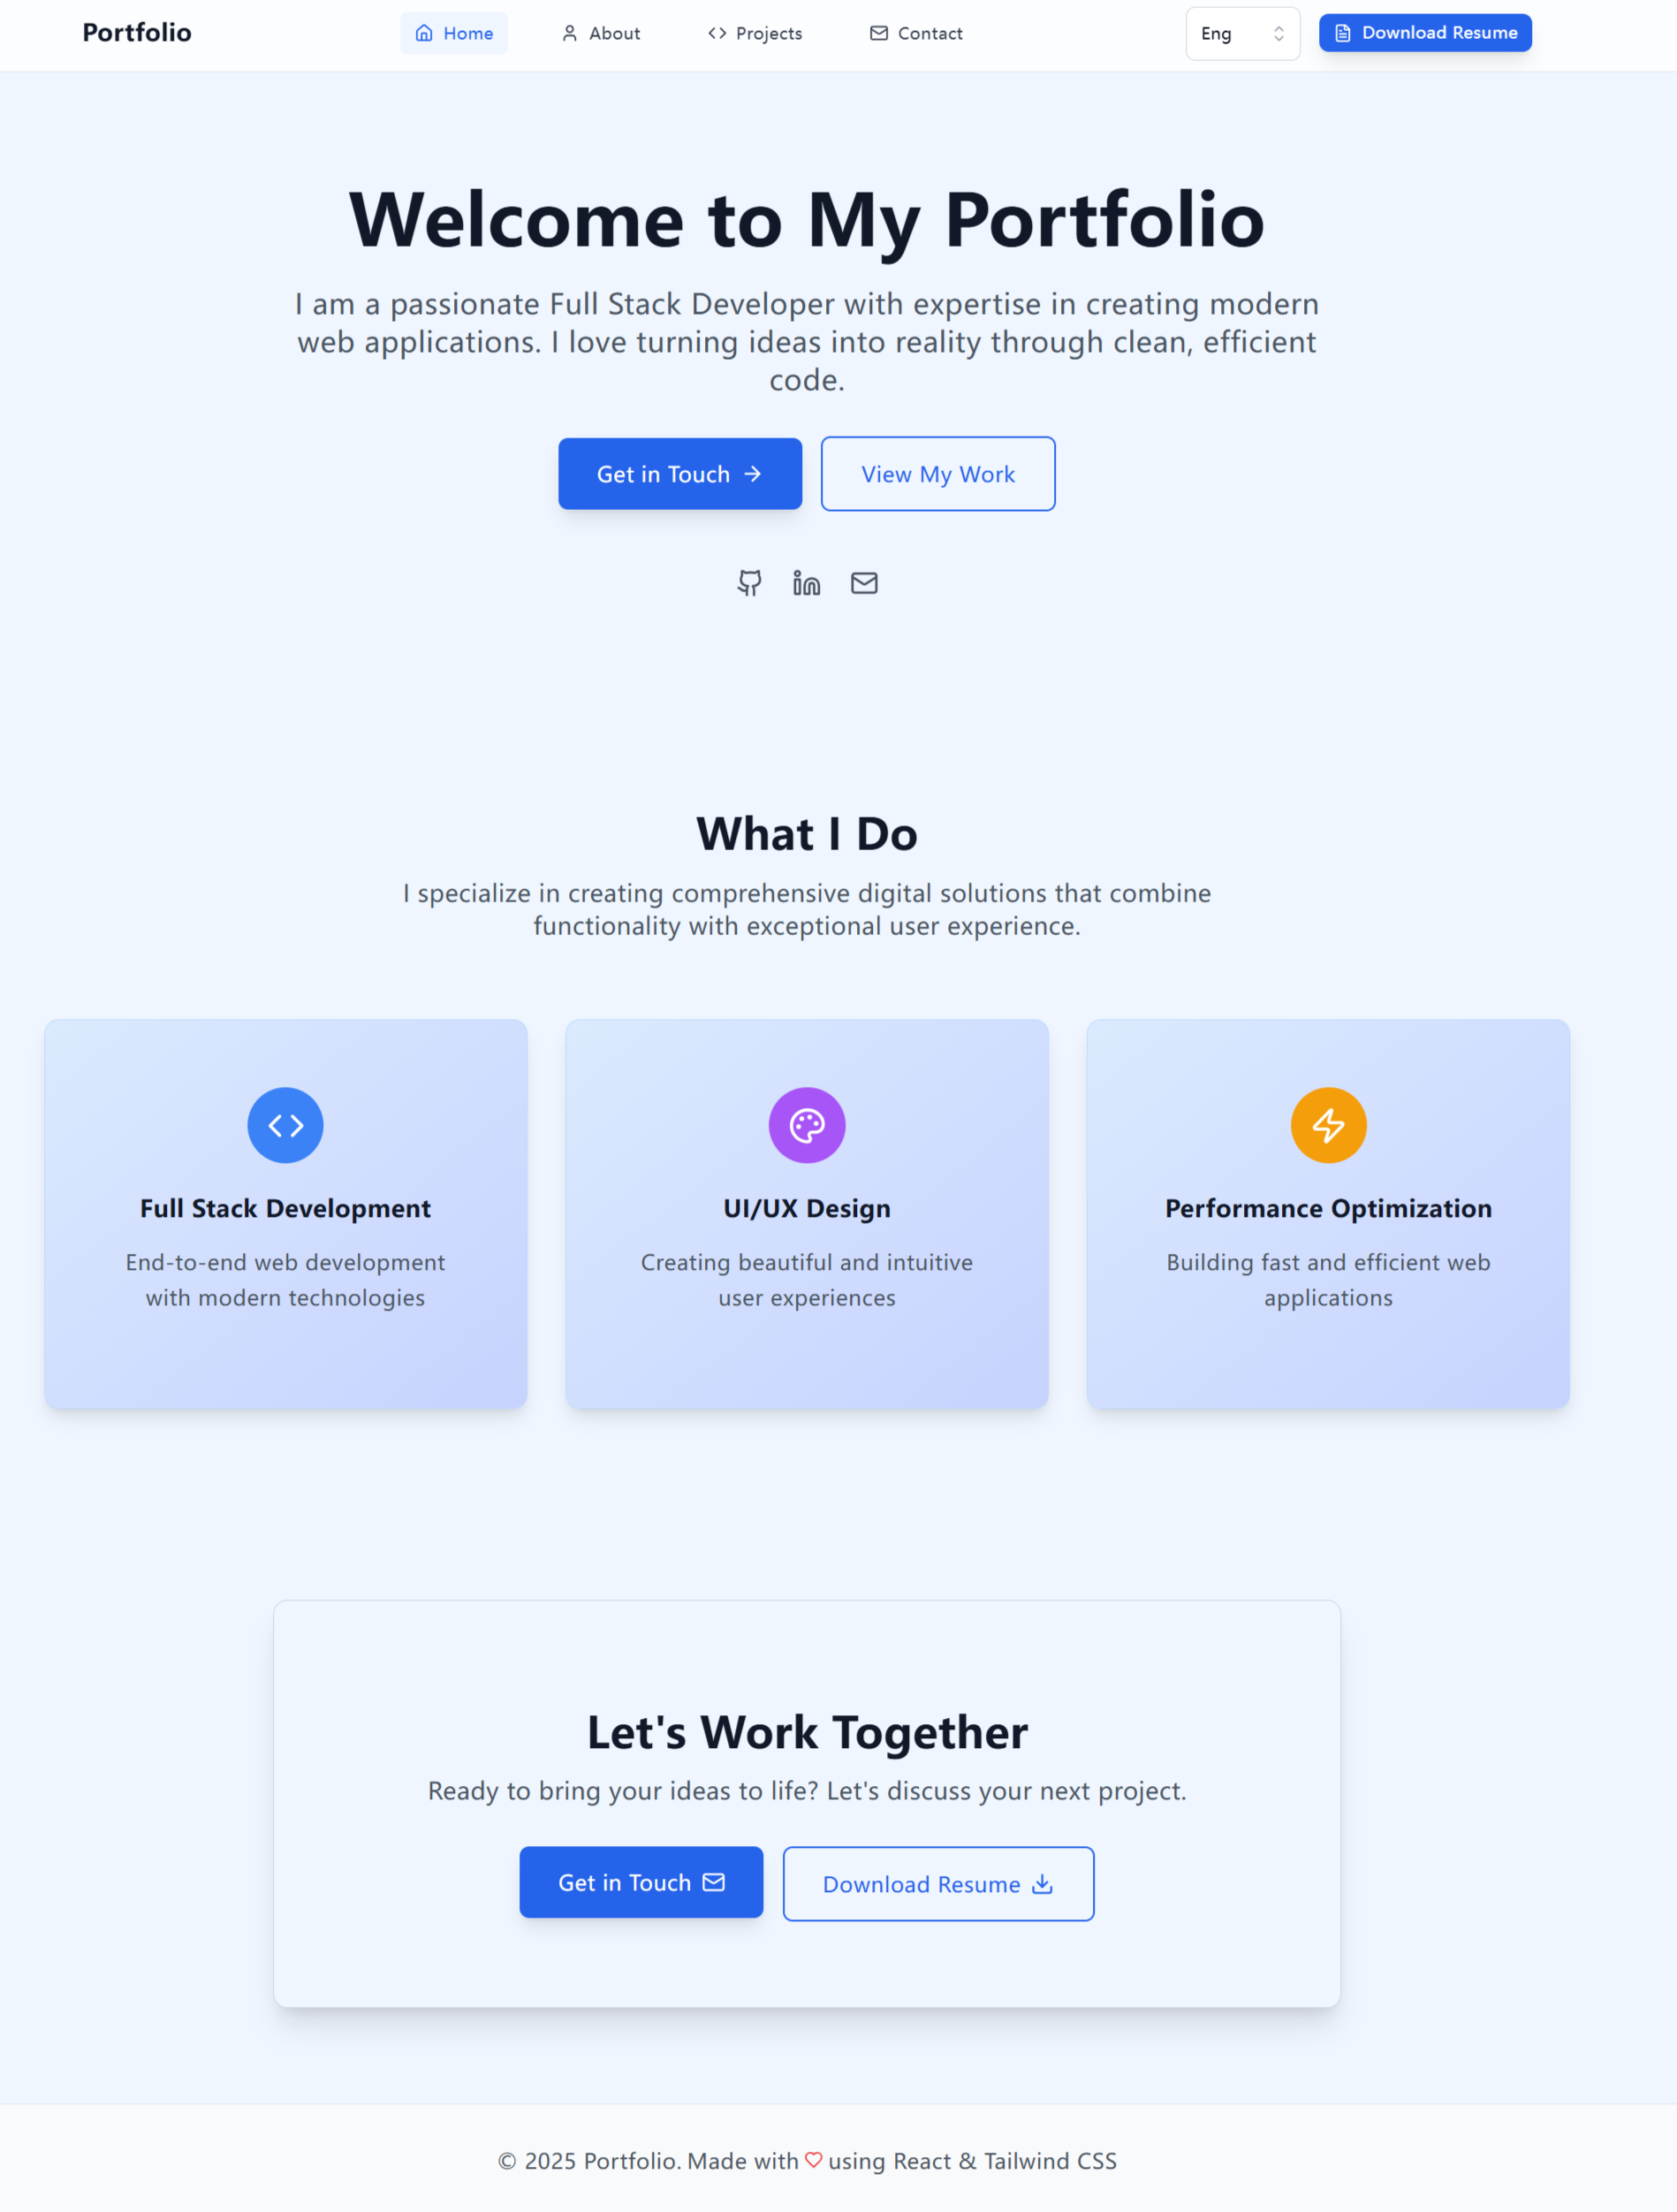 Portfolio
Home
About
Projects
Contact
Eng
Download Resume
Welcome to My Portfolio
I am a passionate Full Stack Developer with expertise in creating modern
web applications. I love turning ideas into reality through clean, efficient
code.
Get in Touch
View My Work
What I Do
I specialize in creating comprehensive digital solutions that combine
functionality with exceptional user experience.
Full Stack Development
End-to-end web development
with modern technologies
UI/UX Design
Creating beautiful and intuitive
user experiences
Performance Optimization
Building fast and efficient web
applications
Let's Work Together
Ready to bring your ideas to life? Let's discuss your next project.
Get in Touch
Download Resume
© 2025 Portfolio. Made with using React & Tailwind CSS